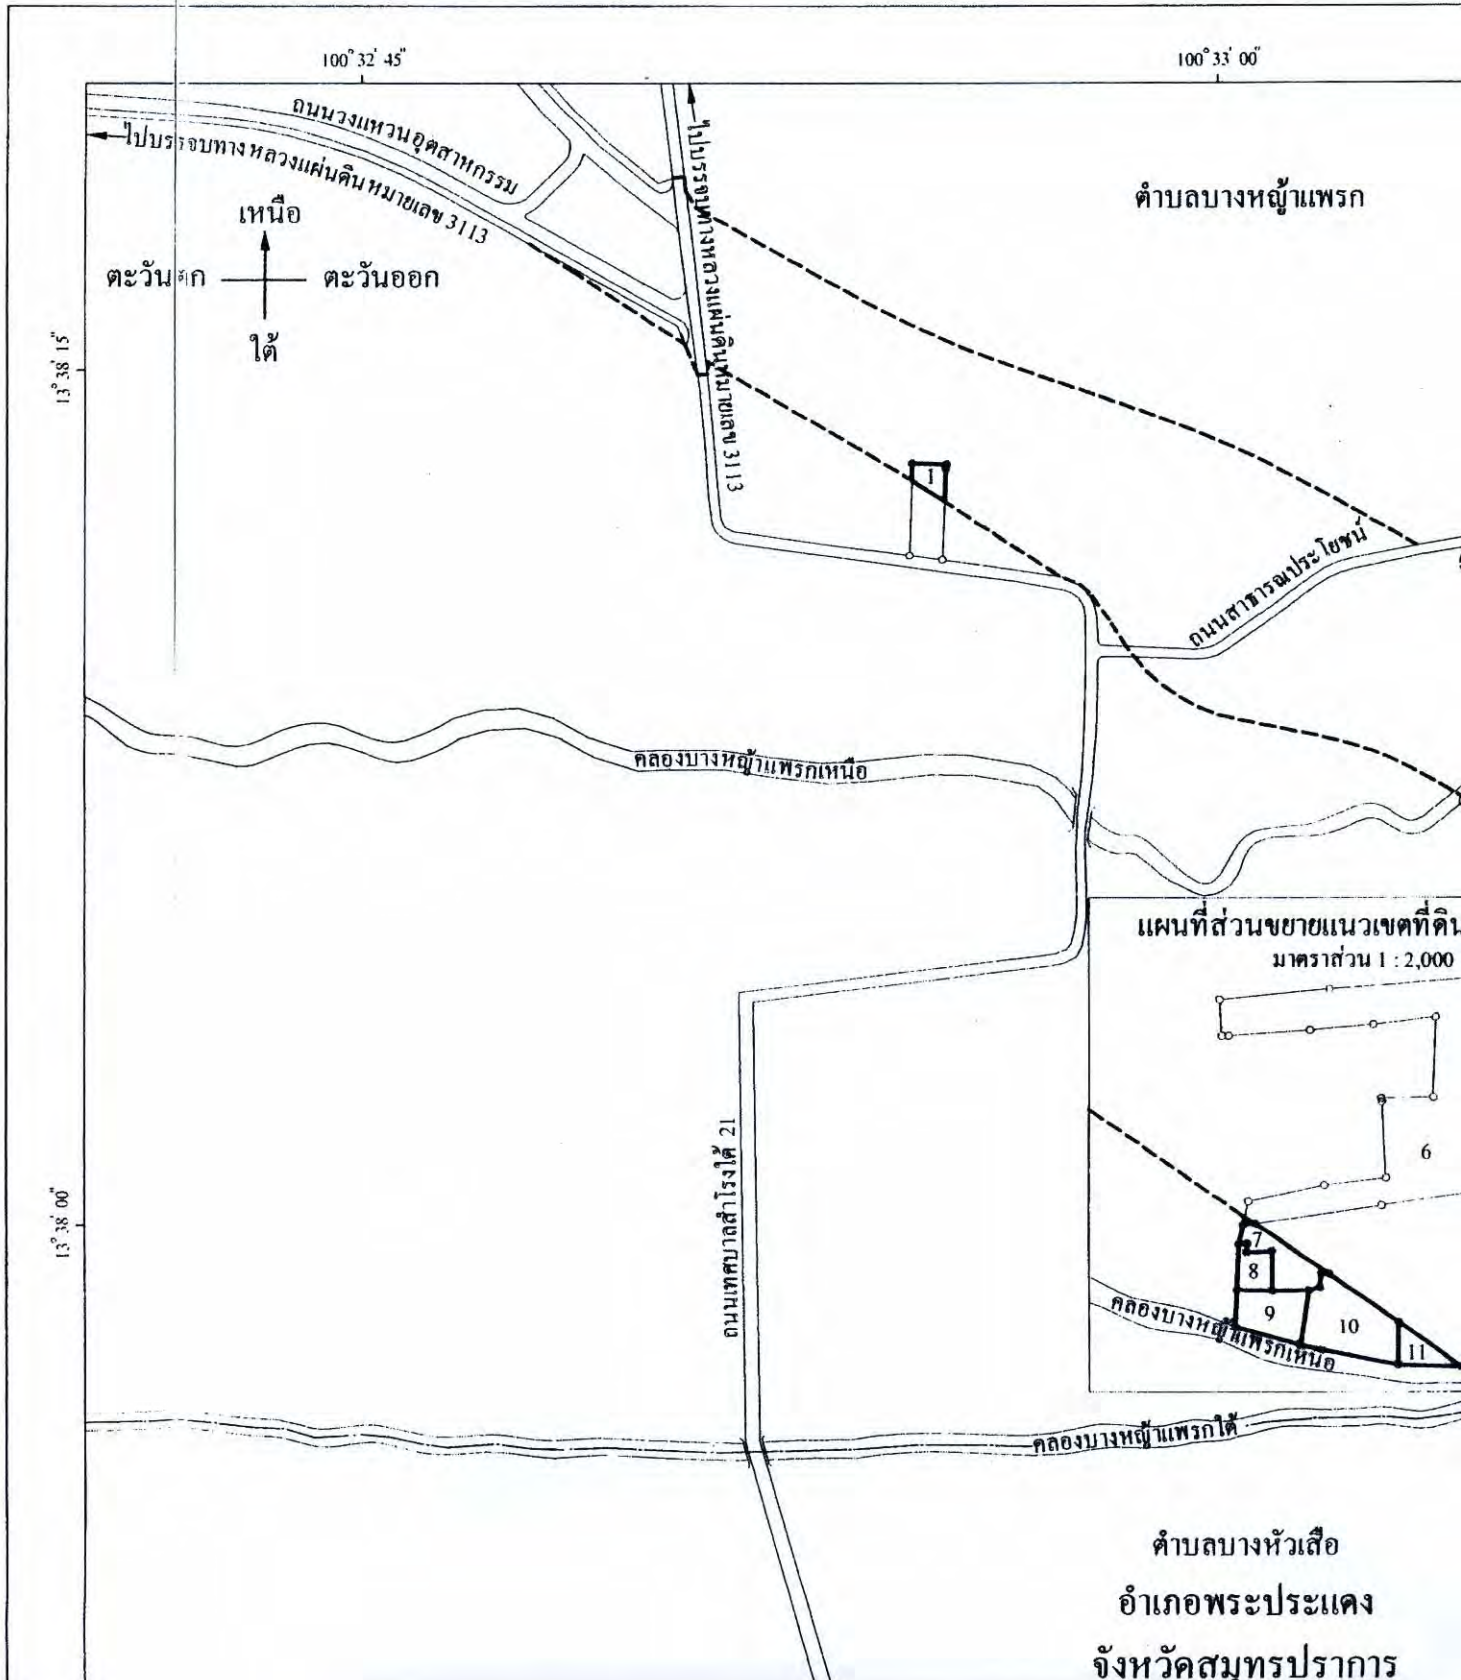 100° 32' 45"
100° 33' 00"
ถนนวงแหวนอุตสาหกรรม
ไปบรรจบทางหลวงแผ่นดินหมายเลข 3113
ไปบรรจบทางหลวงแผ่นดินหมายเลข 3113
ตำบลบางหญ้าแพรก
เหนือ
ตะวันตก
ตะวันออก
ใต้
13° 38' 15"
1
ถนนสาธารณประโยชน์
คลองบางหญ้าแพรกเหนือ
แผนที่ส่วนขยายแนวเขตที่ดิน
มาตราส่วน 1 : 2,000
6
ถนนเทศบาลสำโรงใต้ 21
13° 38' 00"
7
8
9
10
11
คลองบางหญ้าแพรกเหนือ
คลองบางหญ้าแพรกใต้
ตำบลบางหัวเสือ
อำเภอพระประแดง
จังหวัดสมุทรปราการ